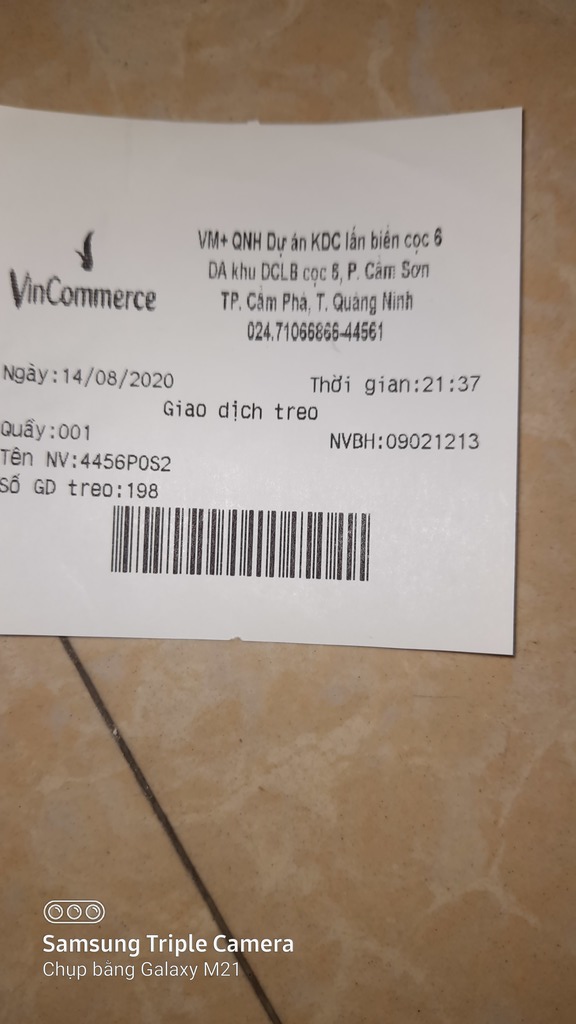 VinCommerce
VM+ QNH Dự án KDC lấn biển cọc 6
DA khu DCLB cọc 6, P. Cẩm Sơn
TP. Cẩm Phả, T. Quảng Ninh
024.71066866-44561
Ngày:14/08/2020 Thời gian:21:37
Giao dịch treo
Quầy:001 NVBH:09021213
Tên NV:4456POS2
Số GD treo:198
Samsung Triple Camera
Chụp bằng Galaxy M21